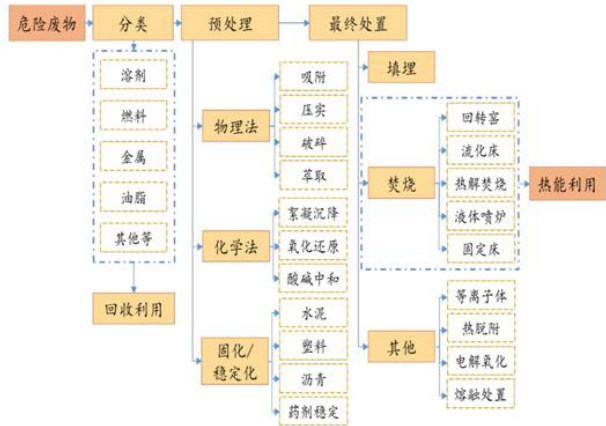 危险废物
分类
预处理
最终处置
溶剂
燃料
金属
油脂
其他等
回收利用
物理法
吸附
压实
破碎
萃取
化学法
絮凝沉降
氧化还原
酸碱中和
固化/
稳定化
水泥
塑料
沥青
药剂稳定
填埋
焚烧
回转窑
流化床
热解焚烧
液体喷炉
固定床
热能利用
其他
等离子体
热脱附
电解氧化
熔融处置